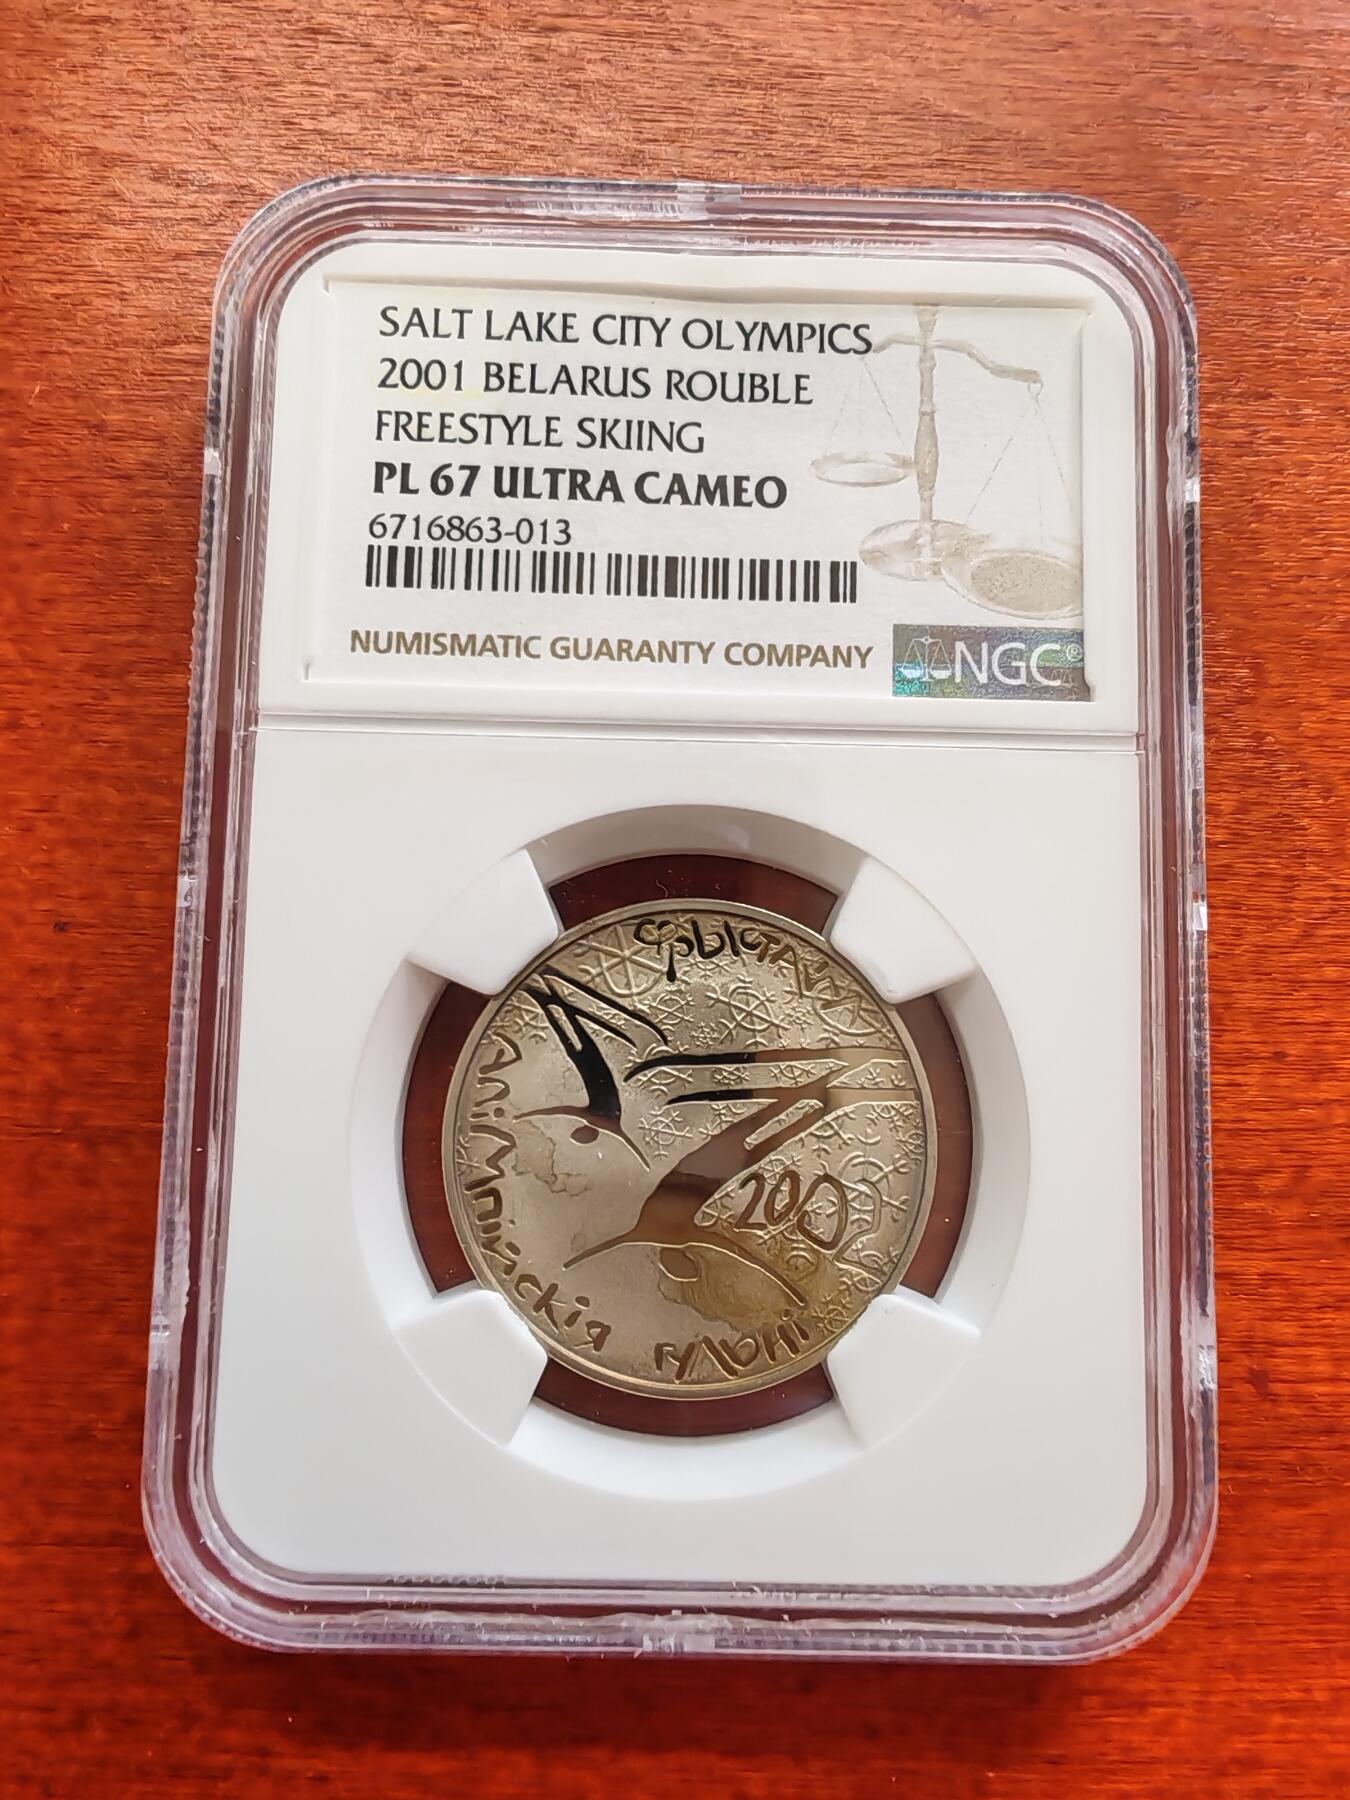 SALT LAKE CITY OLYMPICS
2001 BELARUS ROUBLE
FREESTYLE SKIING
PL 67 ULTRA CAMEO
6716863-013
NUMISMATIC GUARANTY COMPANY
NGC®
фрыстайл
Алімпійскія гульні
2002